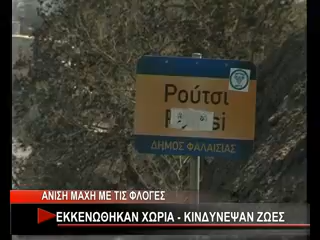 Ρούτσι
ΔΗΜΟΣ ΦΑΛΑΙΣΙΑΣ
ΑΝΙΣΗ ΜΑΧΗ ΜΕ ΤΙΣ ΦΛΟΓΕΣ
ΕΚΚΕΝΩΘΗΚΑΝ ΧΩΡΙΑ - ΚΙΝΔΥΝΕΨΑΝ ΖΩΕΣ